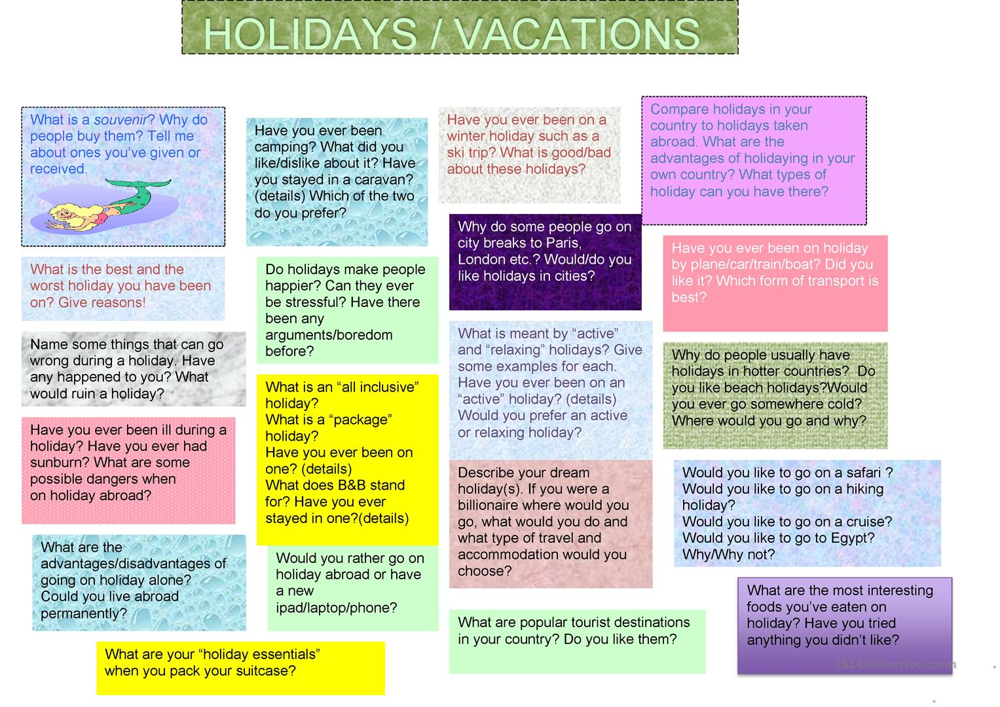 HOLIDAYS / VACATIONS
What is a souvenir? Why do
people buy them? Tell me
about ones you’ve given or
received.
Have you ever been
camping? What did you
like/dislike about it? Have
you stayed in a caravan?
(details) Which of the two
do you prefer?
Have you ever been on a
winter holiday such as a
ski trip? What is good/bad
about these holidays?
Compare holidays in your
country to holidays taken
abroad. What are the
advantages of holidaying in your
own country? What types of
holiday can you have there?
Why do some people go on
city breaks to Paris,
London etc.? Would/do you
like holidays in cities?
Have you ever been on holiday
by plane/car/train/boat? Did you
like it? Which form of transport is
best?
What is the best and the
worst holiday you have been
on? Give reasons!
Do holidays make people
happier? Can they ever
be stressful? Have there
been any
arguments/boredom
before?
What is meant by “active”
and “relaxing” holidays? Give
some examples for each.
Have you ever been on an
“active” holiday? (details)
Would you prefer an active
or relaxing holiday?
Name some things that can go
wrong during a holiday. Have
any happened to you? What
would ruin a holiday?
Why do people usually have
holidays in hotter countries?  Do
you like beach holidays?Would
you ever go somewhere cold?
Where would you go and why?
What is an “all inclusive”
holiday?
What is a “package”
holiday?
Have you ever been on
one? (details)
What does B&B stand
for? Have you ever
stayed in one?(details)
Have you ever been ill during a
holiday? Have you ever had
sunburn? What are some
possible dangers when
on holiday abroad?
Describe your dream
holiday(s). If you were a
billionaire where would you
go, what would you do and
what type of travel and
accommodation would you
choose?
Would you like to go on a safari ?
Would you like to go on a hiking
holiday?
Would you like to go on a cruise?
Would you like to go to Egypt?
Why/Why not?
What are the
advantages/disadvantages of
going on holiday alone?
Could you live abroad
permanently?
Would you rather go on
holiday abroad or have
a new
ipad/laptop/phone?
What are popular tourist destinations
in your country? Do you like them?
What are the most interesting
foods you’ve eaten on
holiday? Have you tried
anything you didn’t like?
What are your “holiday essentials”
when you pack your suitcase?
iSLCollective.com